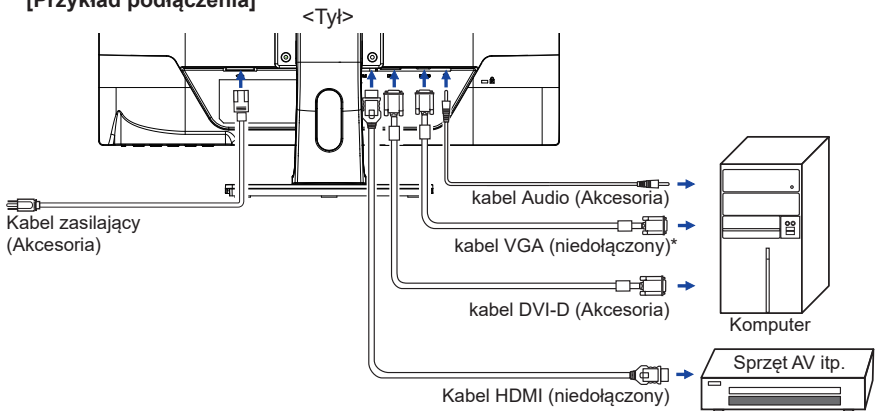 [Przykład podłączenia]
<Tył>
kabel Audio (Akcesoria)
Kabel zasilający
(Akcesoria)
kabel VGA (niedołączony)*
kabel DVI-D (Akcesoria)
Komputer
Sprzęt AV itp.
Kabel HDMI (niedołączony)